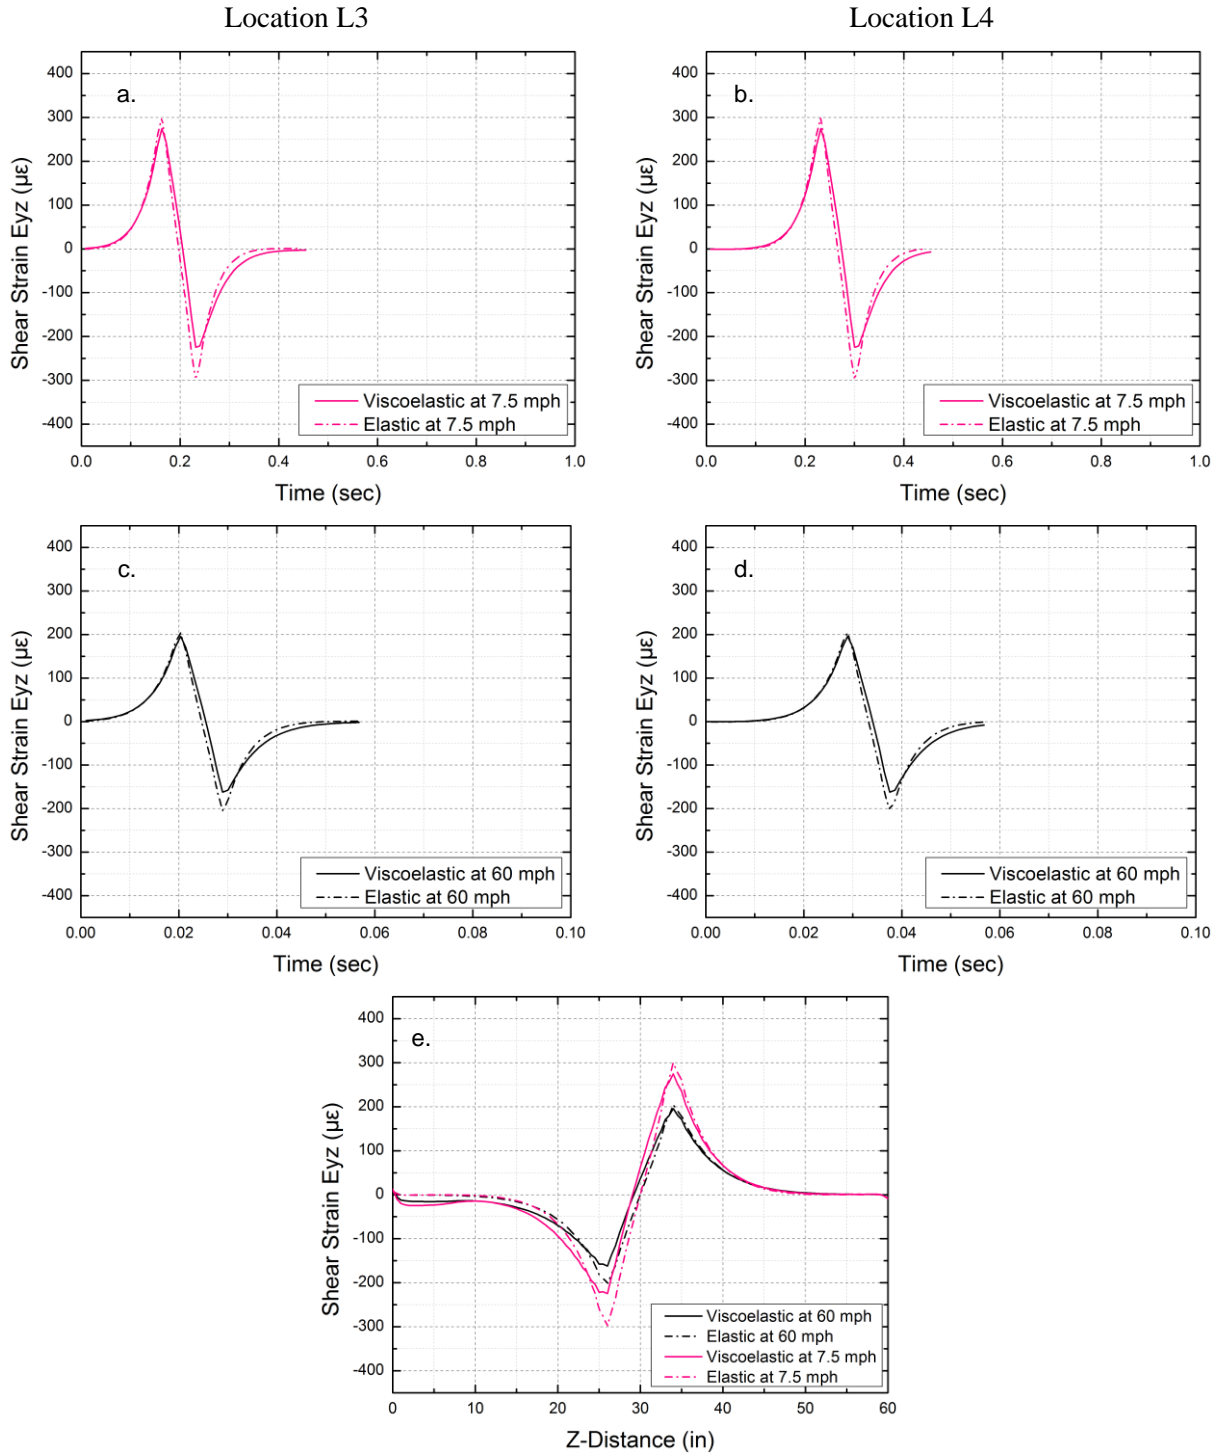 Location L3
Location L4
a.
Shear Strain Eyz (με)
400
300
200
100
0
-100
-200
-300
-400
Viscoelastic at 7.5 mph
Elastic at 7.5 mph
0.0 0.2 0.4 0.6 0.8 1.0
Time (sec)
b.
Shear Strain Eyz (με)
400
300
200
100
0
-100
-200
-300
-400
Viscoelastic at 7.5 mph
Elastic at 7.5 mph
0.0 0.2 0.4 0.6 0.8 1.0
Time (sec)
c.
Shear Strain Eyz (με)
400
300
200
100
0
-100
-200
-300
-400
Viscoelastic at 60 mph
Elastic at 60 mph
0.00 0.02 0.04 0.06 0.08 0.10
Time (sec)
d.
Shear Strain Eyz (με)
400
300
200
100
0
-100
-200
-300
-400
Viscoelastic at 60 mph
Elastic at 60 mph
0.00 0.02 0.04 0.06 0.08 0.10
Time (sec)
e.
Shear Strain Eyz (με)
400
300
200
100
0
-100
-200
-300
-400
Viscoelastic at 60 mph
Elastic at 60 mph
Viscoelastic at 7.5 mph
Elastic at 7.5 mph
0 10 20 30 40 50 60
Z-Distance (in)